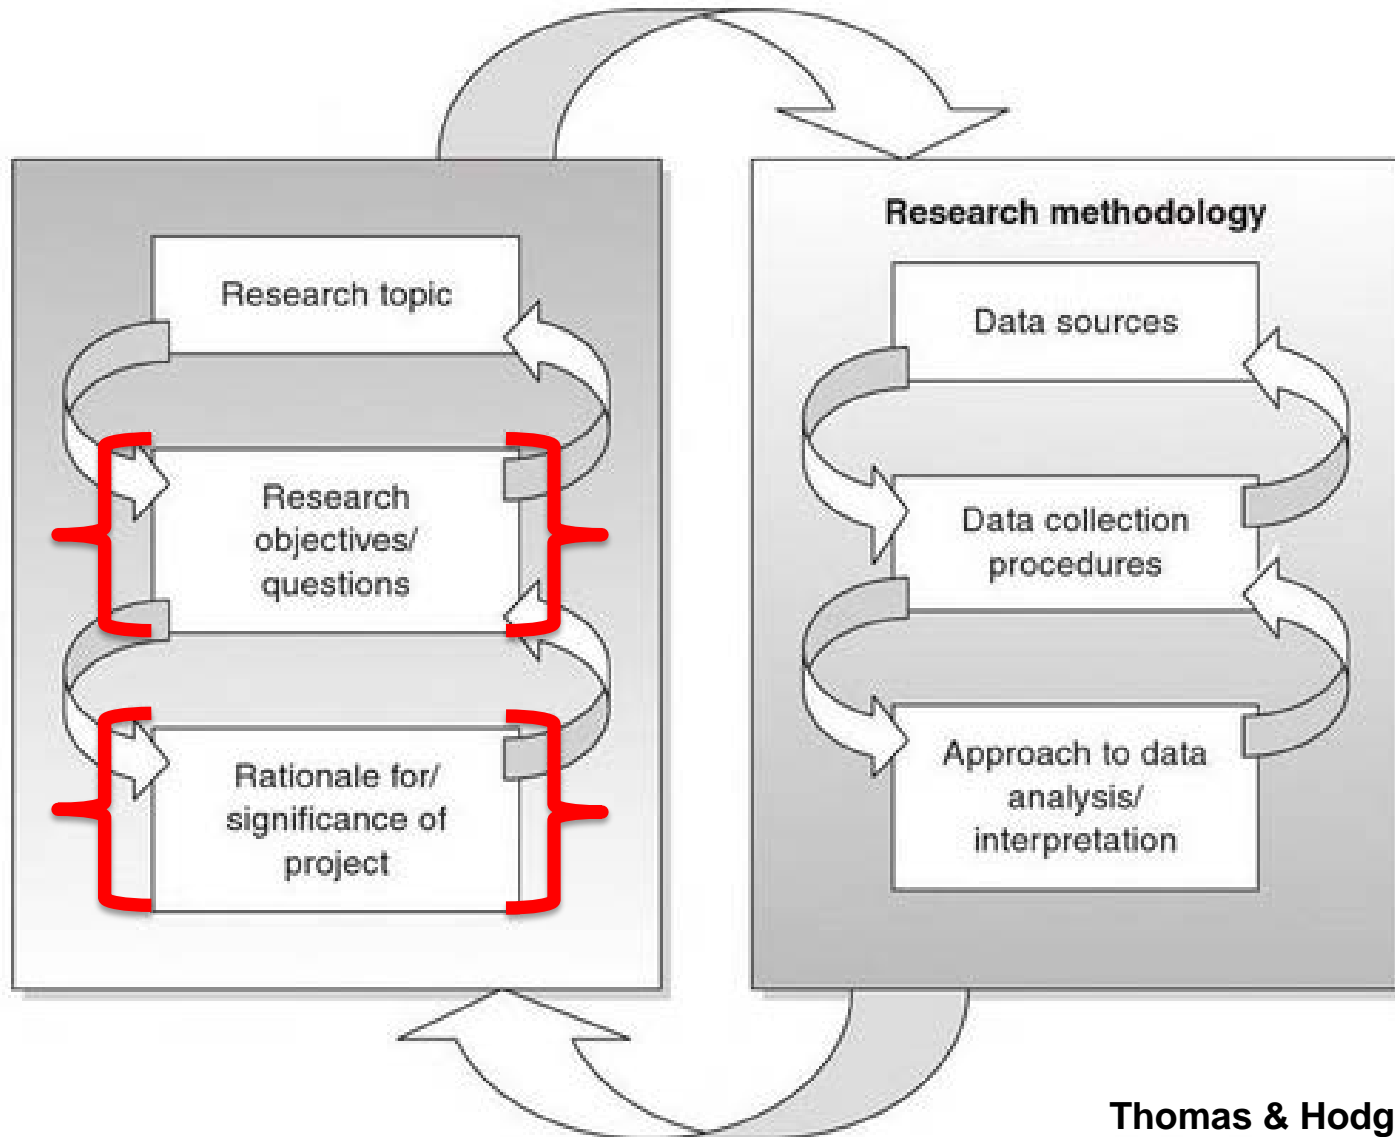 Research topic
Research
objectives/
questions
Rationale for/
significance of
project
Research methodology
Data sources
Data collection
procedures
Approach to data
analysis/
interpretation
Thomas & Hodg